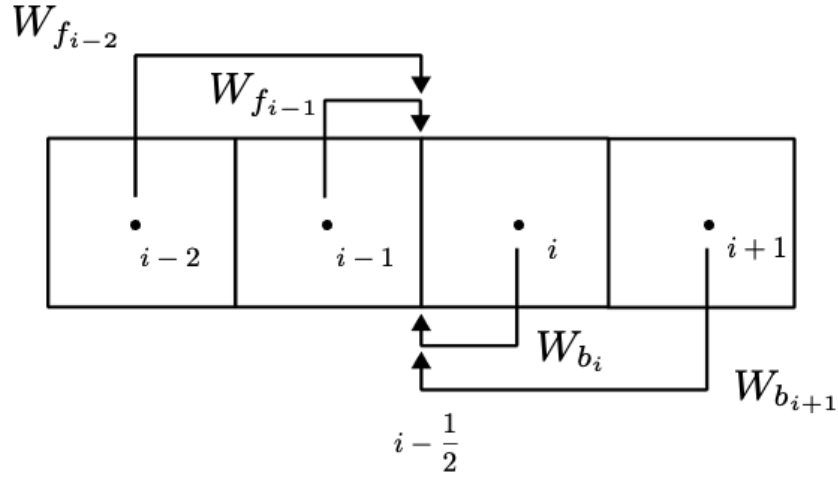 W_{f_{i-2}}
W_{f_{i-1}}
i − 2
i − 1
i
i + 1
W_{b_i}
W_{b_{i+1}}
i − \frac{1}{2}